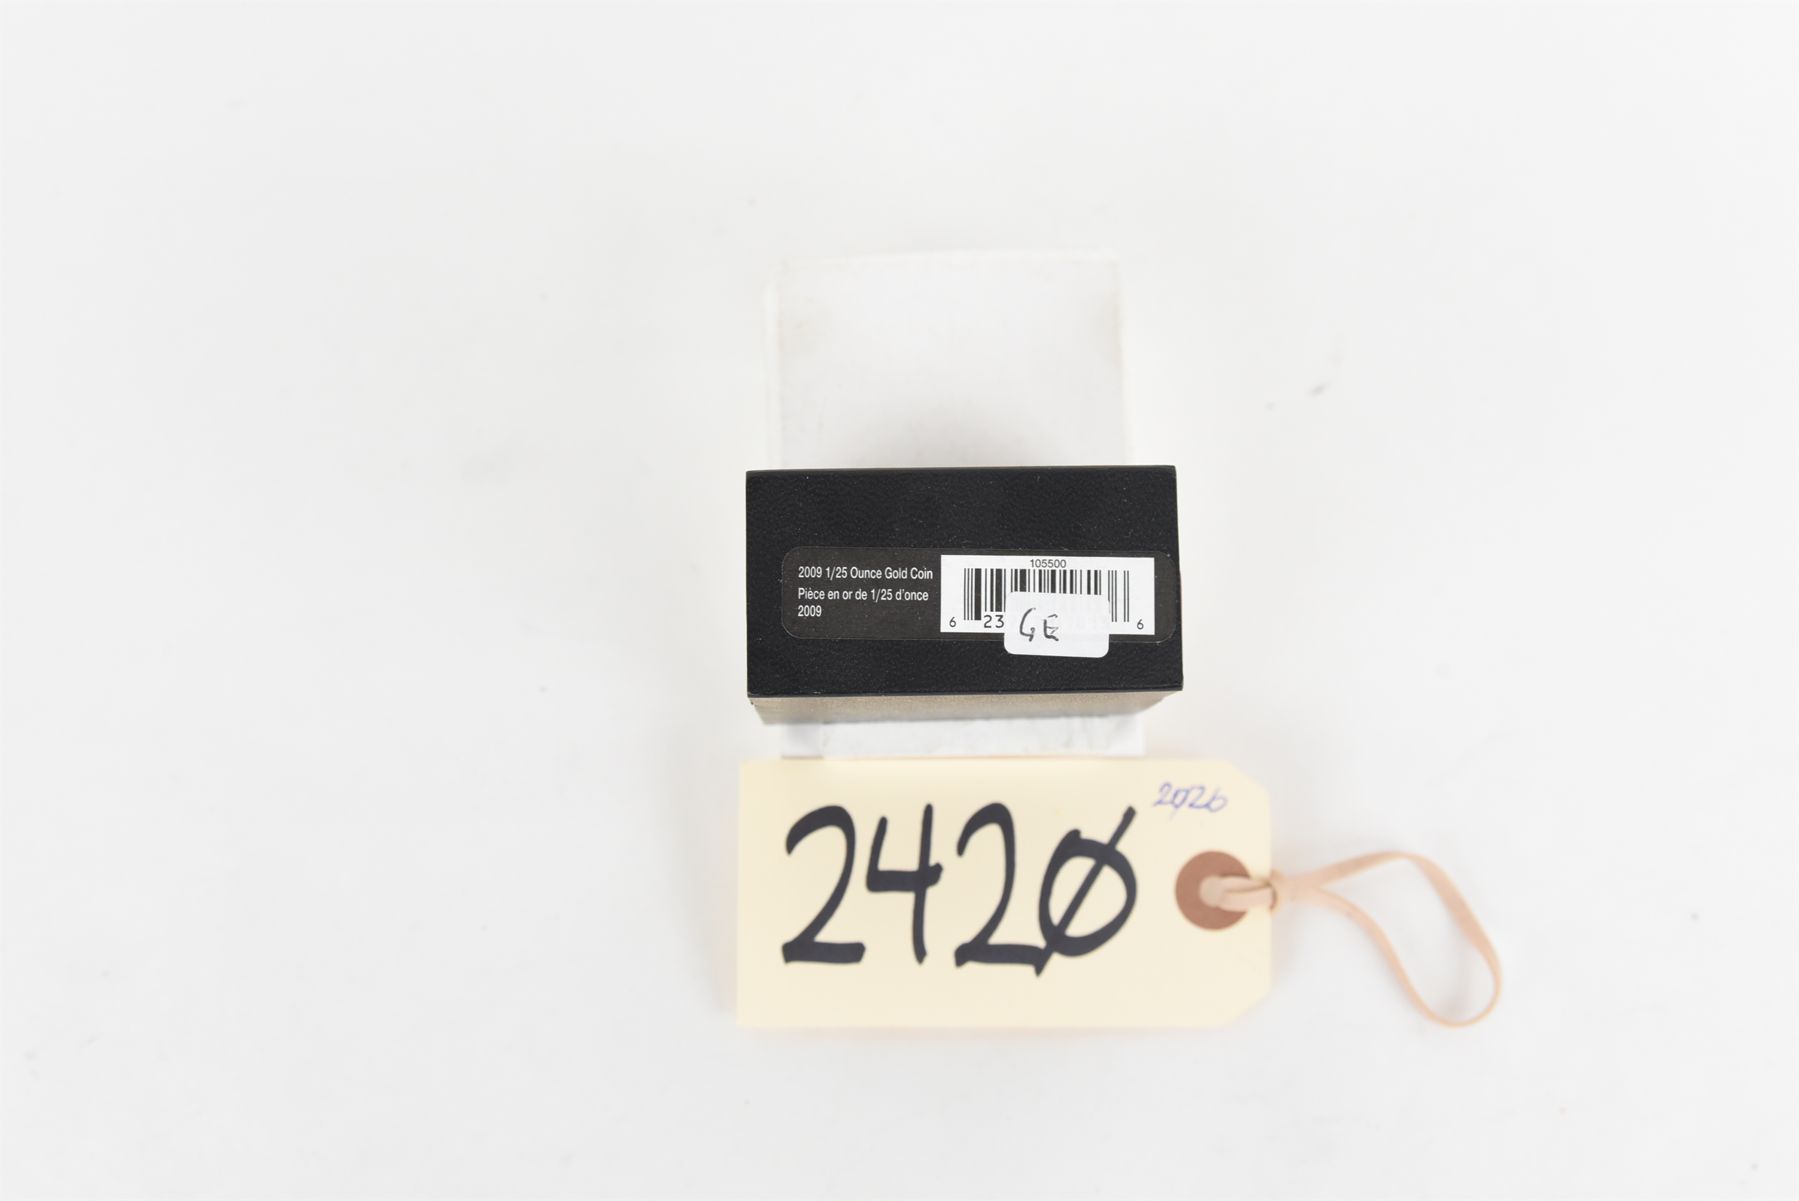 2009 1/25 Ounce Gold Coin
Pièce en or de 1/25 d'once
2009
105500
6 23 6
GE
2026
2420